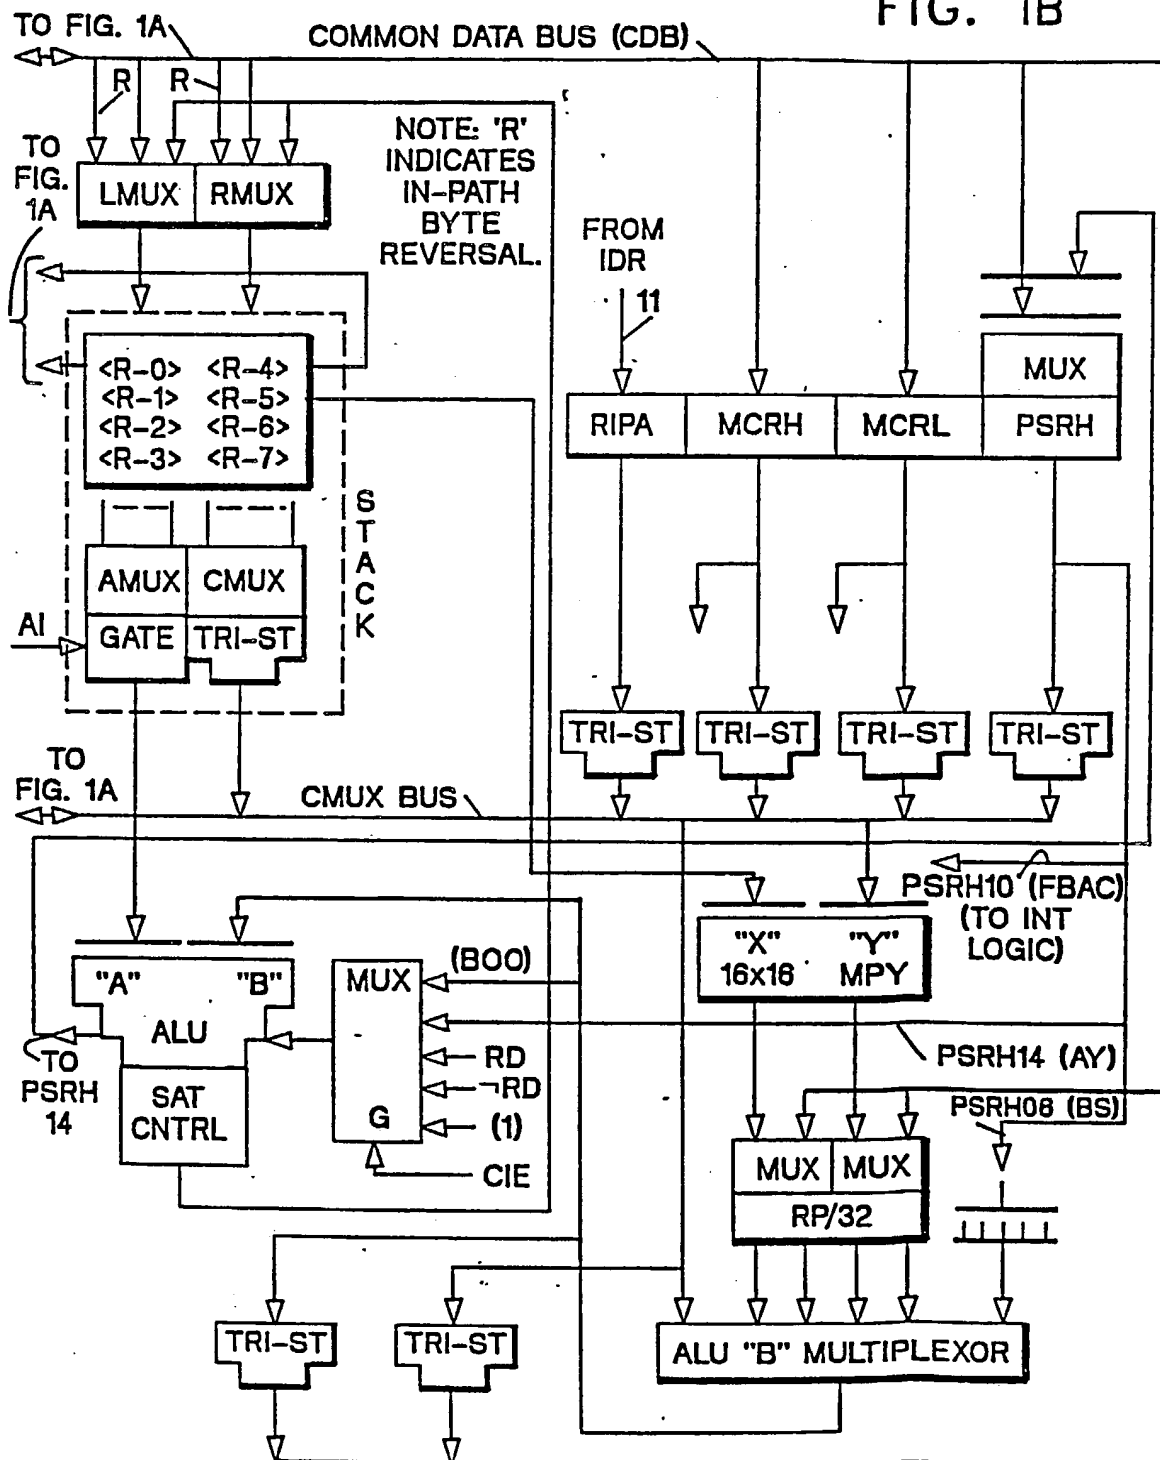 FIG. 1B
TO FIG. 1A
COMMON DATA BUS (CDB)
R
R
NOTE: 'R'
INDICATES
IN-PATH
BYTE
REVERSAL.
TO
FIG.
1A
LMUX
RMUX
FROM
IDR
11
<R-0> <R-4>
<R-1> <R-5>
<R-2> <R-6>
<R-3> <R-7>
MUX
RIPA
MCRH
MCRL
PSRH
STACK
AMUX
CMUX
AI
GATE
TRI-ST
TRI-ST
TRI-ST
TRI-ST
TRI-ST
TO
FIG. 1A
CMUX BUS
PSRH10 (FBAC)
(TO INT
LOGIC)
"X" "Y"
16x16 MPY
"A" "B"
ALU
(BOO)
MUX
RD
¬RD
(1)
G
CIE
TO
PSRH
14
SAT
CNTRL
PSRH14 (AY)
PSRH08 (BS)
MUX
MUX
RP/32
TRI-ST
TRI-ST
ALU "B" MULTIPLEXOR